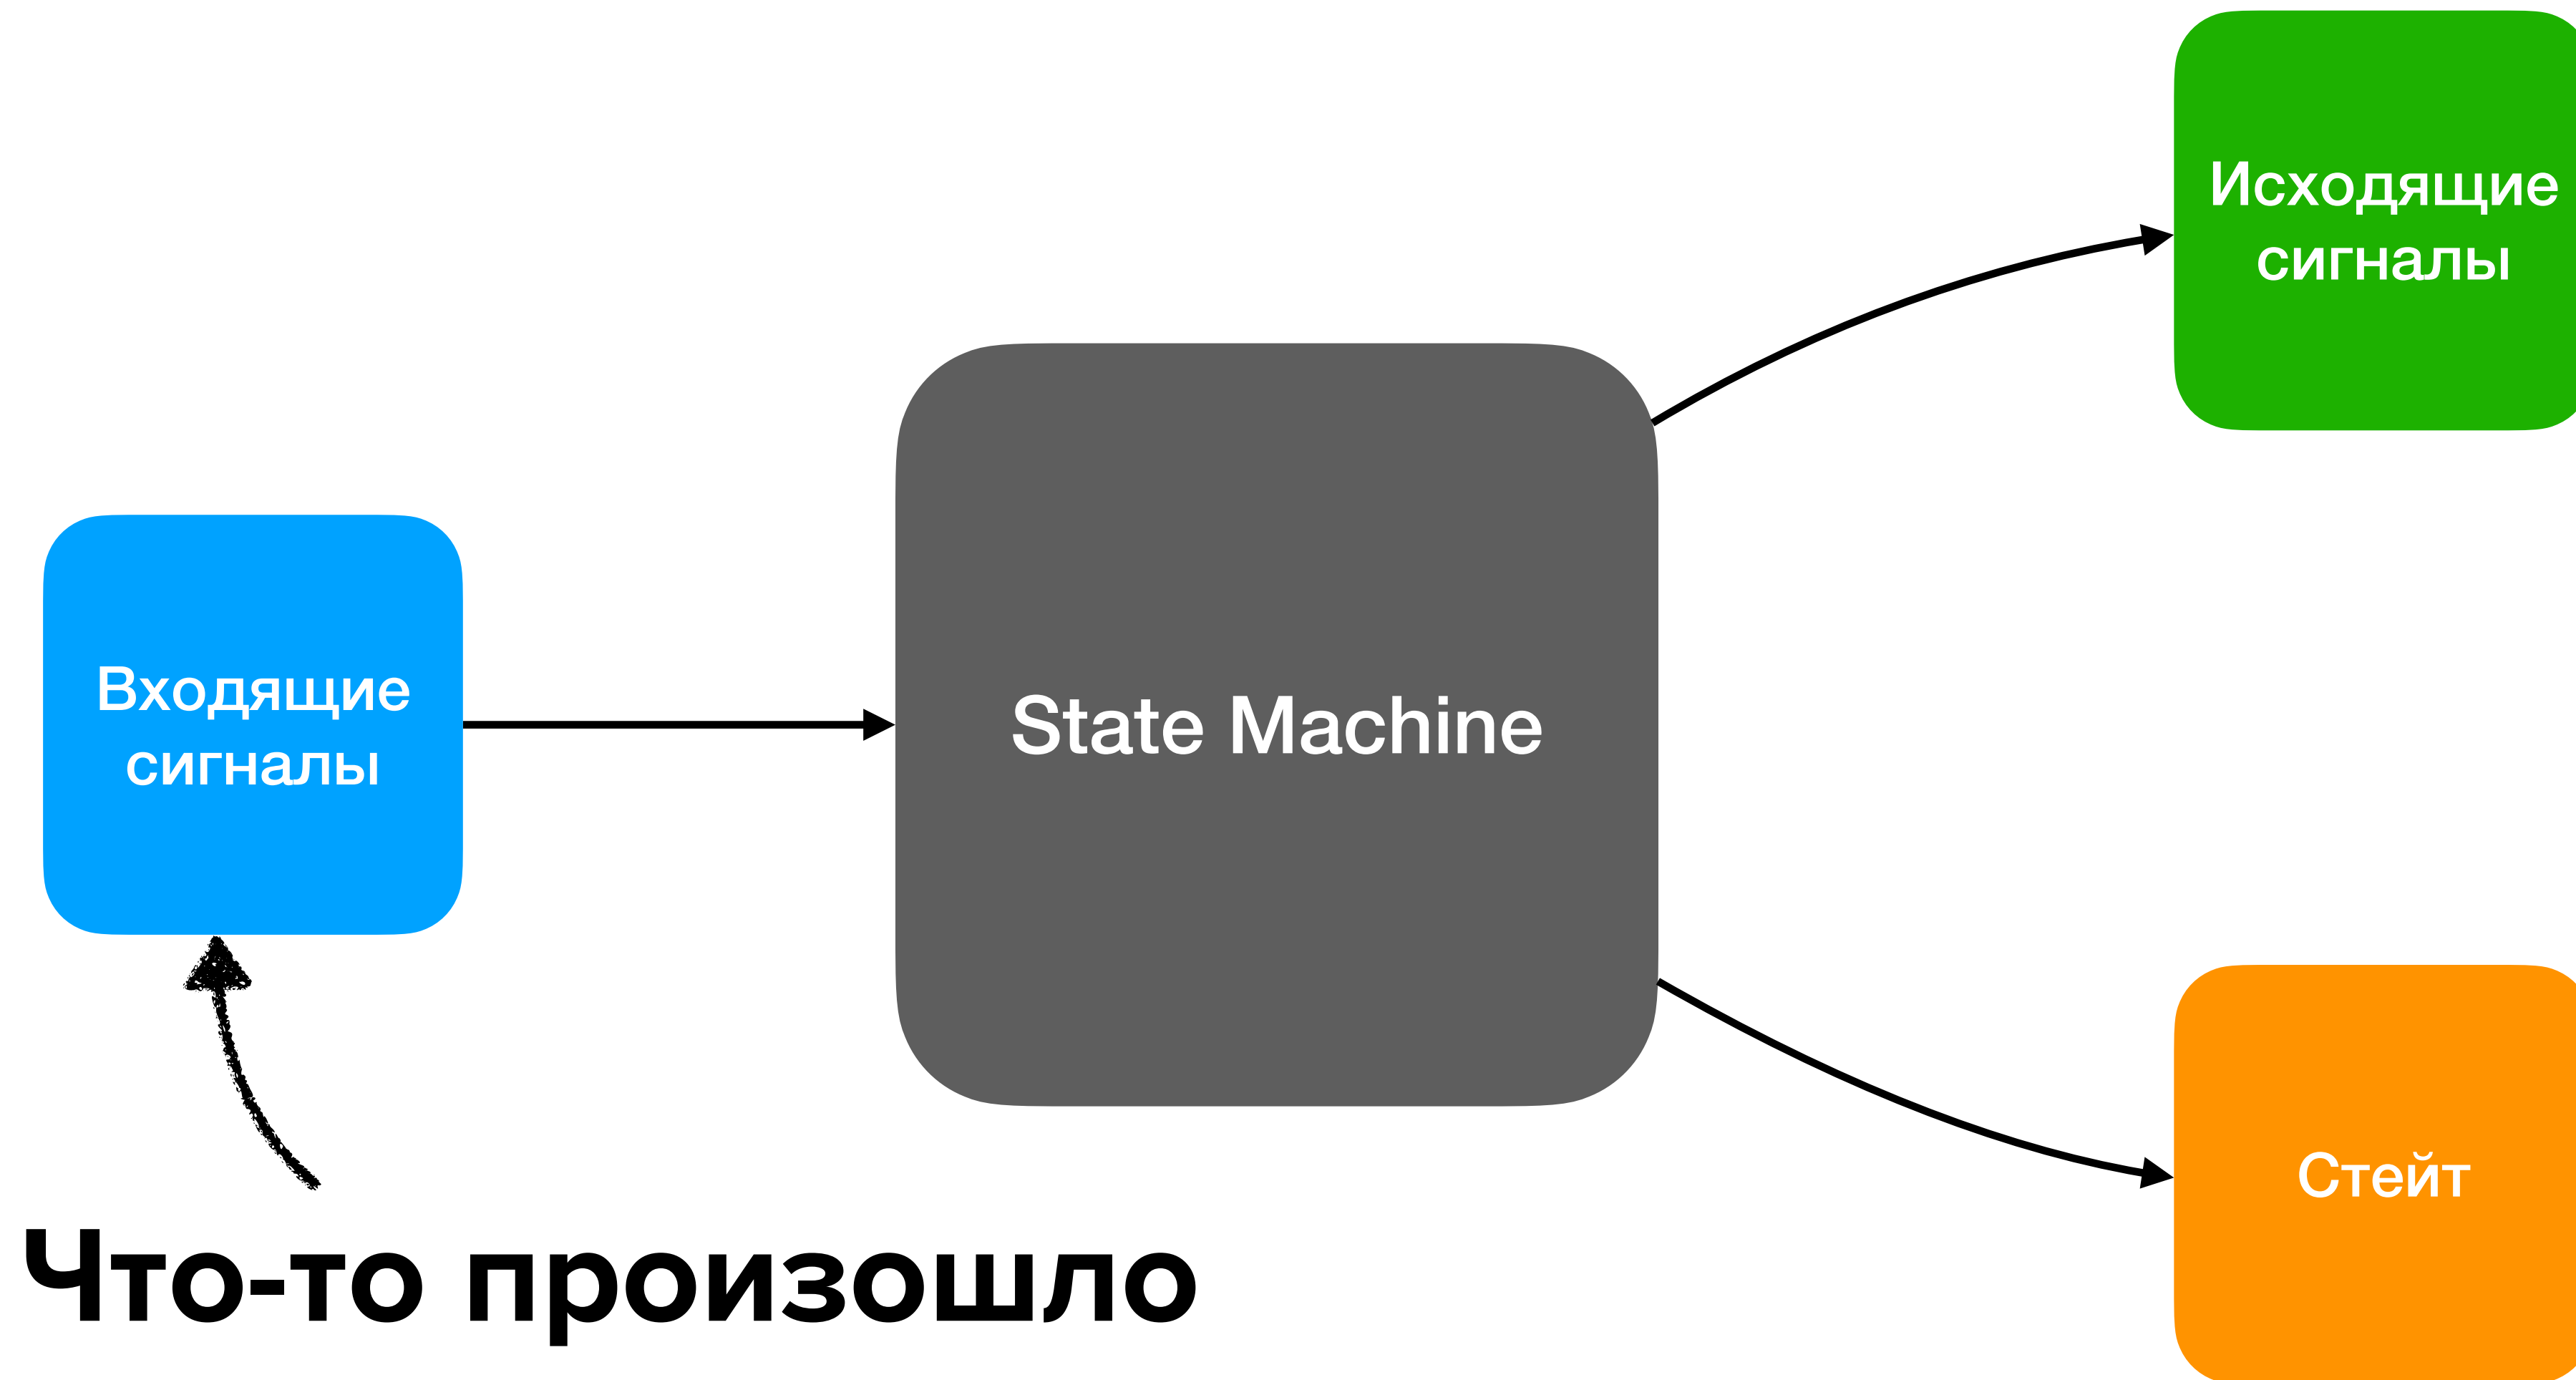 Исходящие
сигналы
Входящие
сигналы
State Machine
Стейт
Что-то произошло